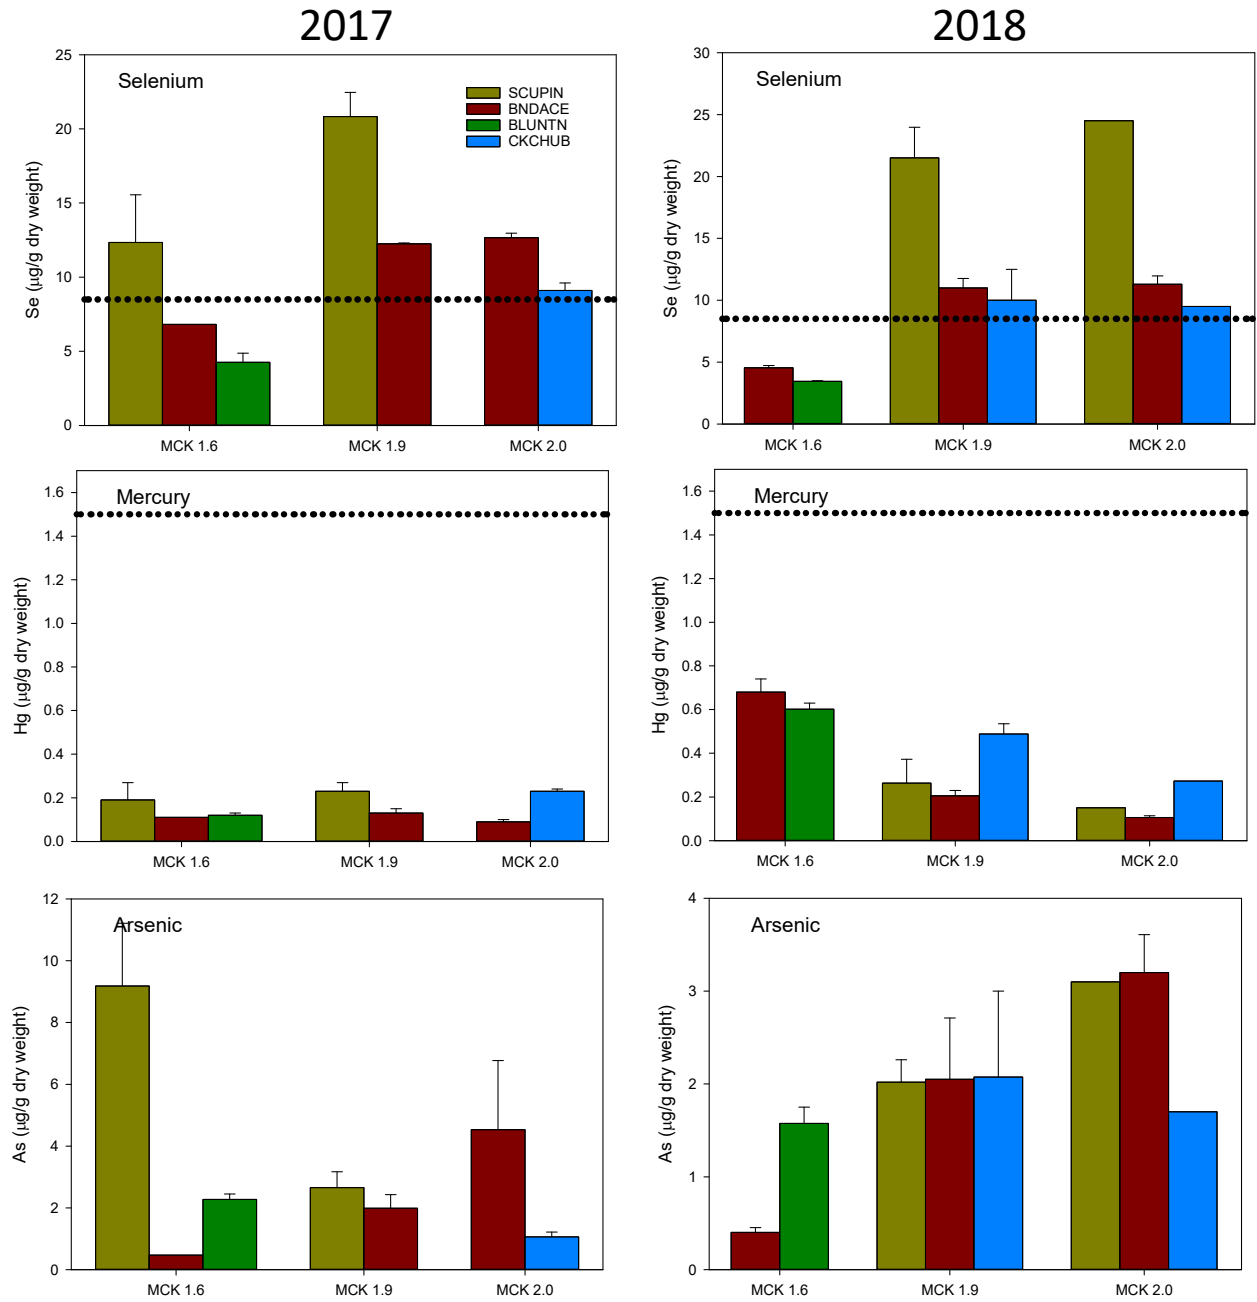 2017
2018
Selenium
SCUPIN
BNDACE
BLUNTN
CKCHUB
Se (µg/g dry weight)
25
20
15
10
5
0
MCK 1.6
MCK 1.9
MCK 2.0
Selenium
Se (µg/g dry weight)
30
25
20
15
10
5
0
MCK 1.6
MCK 1.9
MCK 2.0
Mercury
Hg (µg/g dry weight)
1.6
1.4
1.2
1.0
0.8
0.6
0.4
0.2
0.0
MCK 1.6
MCK 1.9
MCK 2.0
Mercury
Hg (µg/g dry weight)
1.6
1.4
1.2
1.0
0.8
0.6
0.4
0.2
0.0
MCK 1.6
MCK 1.9
MCK 2.0
Arsenic
As (µg/g dry weight)
12
10
8
6
4
2
0
MCK 1.6
MCK 1.9
MCK 2.0
Arsenic
As (µg/g dry weight)
4
3
2
1
0
MCK 1.6
MCK 1.9
MCK 2.0